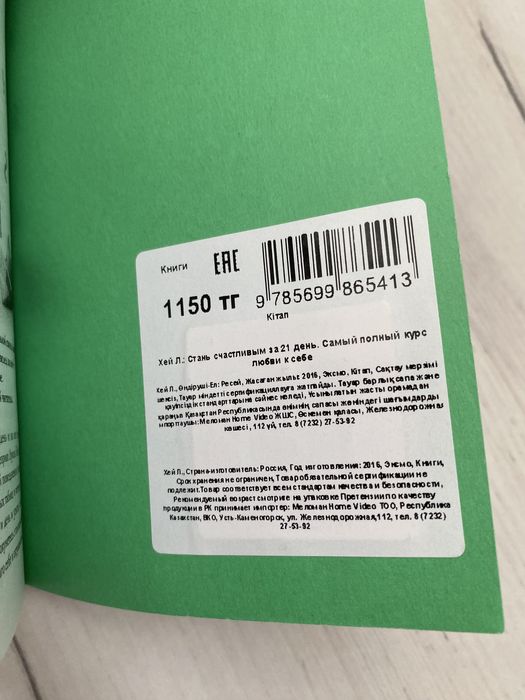 Книги
EAC
1150 тг
9 785699 865413
Кітап
Хей Л.: Стань счастливым за 21 день. Самый полный курс
любви к себе
Хей Л., Өндіруші-Ел: Ресей, Жасаған жылы: 2016, Эксмо, Кітап, Сақтау мерзімі
шексіз, Тауар міндетті сертификациялауға жатпайды. Тауар барлық сапа және
қауіпсіздік стандарттарына сәйкес келеді, Ұсынылатын жасты орамадан
қараңыз Қазақстан Республикасында өнімнің сапасы жөніндегі шағымдарды
импорттаушы: Меломан Home Video ЖШС, Өскемен қаласы, Железнодорожная
көшесі, 112 үй, тел. 8 (7232) 27-53-92
Хей Л., Страна-изготовитель: Россия, Год изготовления: 2016, Эксмо, Книги,
Срок хранения не ограничен, Товар обязательной сертификации не
подлежит.Товар соответствует всем стандартам качества и безопасности,
Рекомендуемый возраст смотрите на упаковке Претензии по качеству
продукции в РК принимает импортер: Меломан Home Video ТОО, Республика
Казахстан, ВКО, Усть-Каменогорск, ул. Железнодорожная,112, тел. 8 (7232)
27-53-92